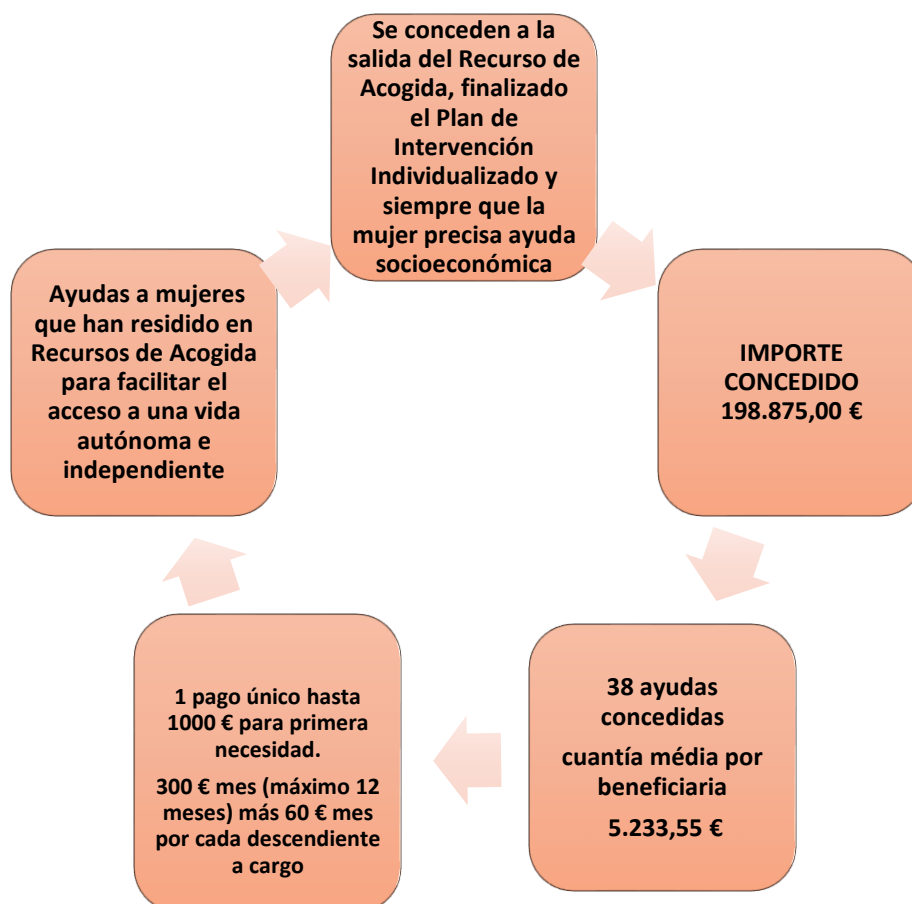 Se conceden a la
salida del Recurso de
Acogida, finalizado
el Plan de
Intervención
Individualizado y
siempre que la
mujer precisa ayuda
socioeconómica
IMPORTE
CONCEDIDO
198.875,00 €
38 ayudas
concedidas
cuantía média por
beneficiaria
5.233,55 €
1 pago único hasta
1000 € para primera
necesidad.
300 € mes (máximo 12
meses) más 60 € mes
por cada descendiente
a cargo
Ayudas a mujeres
que han residido en
Recursos de Acogida
para facilitar el
acceso a una vida
autónoma e
independiente